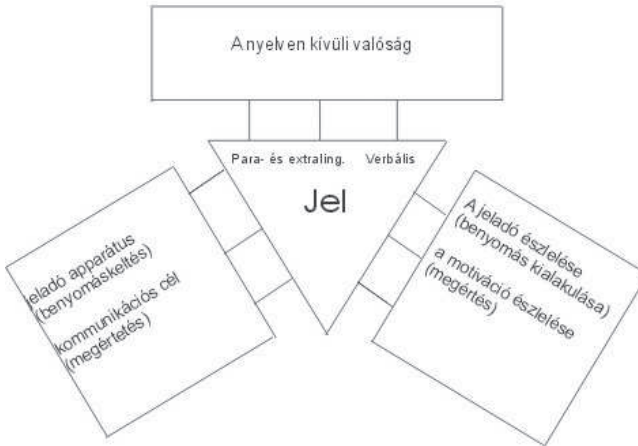 A nyelven kívüli valóság
Para- és extraling.
Verbális
Jel
jeladó apparátus
(benyomáskeltés)
kommunikációs cél
(megértetés)
A jeladó észlelése
(benyomás kialakulása)
a motiváció észlelése
(megértés)